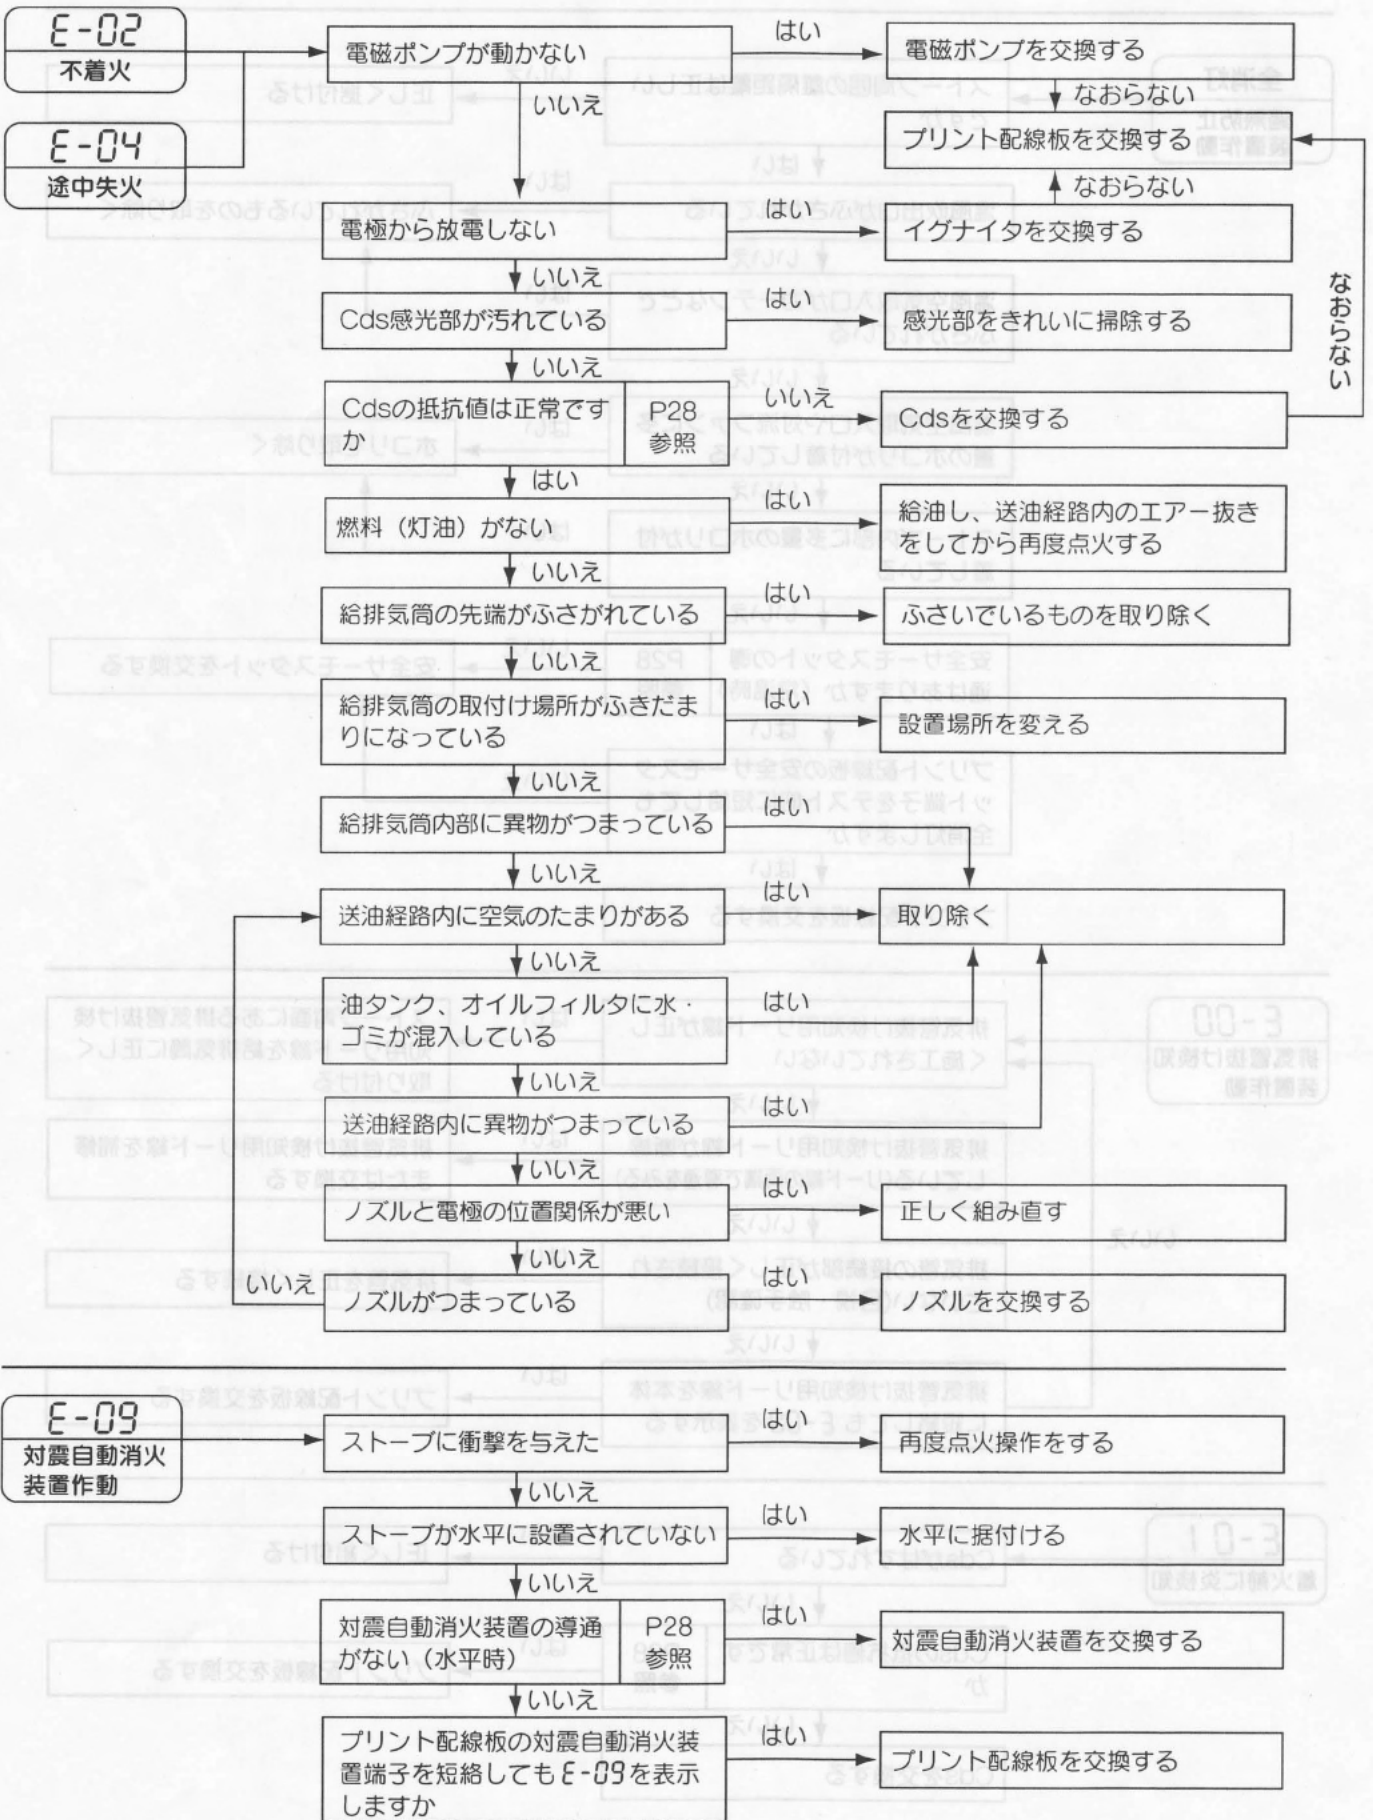 E-02
不着火
E-04
途中失火
電磁ポンプが動かない
はい
電磁ポンプを交換する
いいえ
なおらない
プリント配線板を交換する
なおらない
電極から放電しない
はい
イグナイタを交換する
いいえ
Cds感光部が汚れている
はい
感光部をきれいに掃除する
なおらない
いいえ
Cdsの抵抗値は正常です
か
P28
参照
いいえ
Cdsを交換する
はい
燃料（灯油）がない
はい
給油し、送油経路内のエアー抜き
をしてから再度点火する
いいえ
給排気筒の先端がふさがれている
はい
ふさいでいるものを取り除く
いいえ
給排気筒の取付け場所がふきだま
りになっている
はい
設置場所を変える
いいえ
給排気筒内部に異物がつまっている
はい
いいえ
送油経路内に空気のたまりがある
はい
取り除く
いいえ
油タンク、オイルフィルタに水・
ゴミが混入している
はい
いいえ
送油経路内に異物がつまっている
はい
いいえ
ノズルと電極の位置関係が悪い
はい
正しく組み直す
いいえ
いいえ
ノズルがつまっている
はい
ノズルを交換する
E-09
対震自動消火
装置作動
ストーブに衝撃を与えた
はい
再度点火操作をする
いいえ
ストーブが水平に設置されていない
はい
水平に据付ける
いいえ
対震自動消火装置の導通
がない（水平時）
P28
参照
はい
対震自動消火装置を交換する
いいえ
プリント配線板の対震自動消火装
置端子を短絡してもE-09を表示
しますか
はい
プリント配線板を交換する